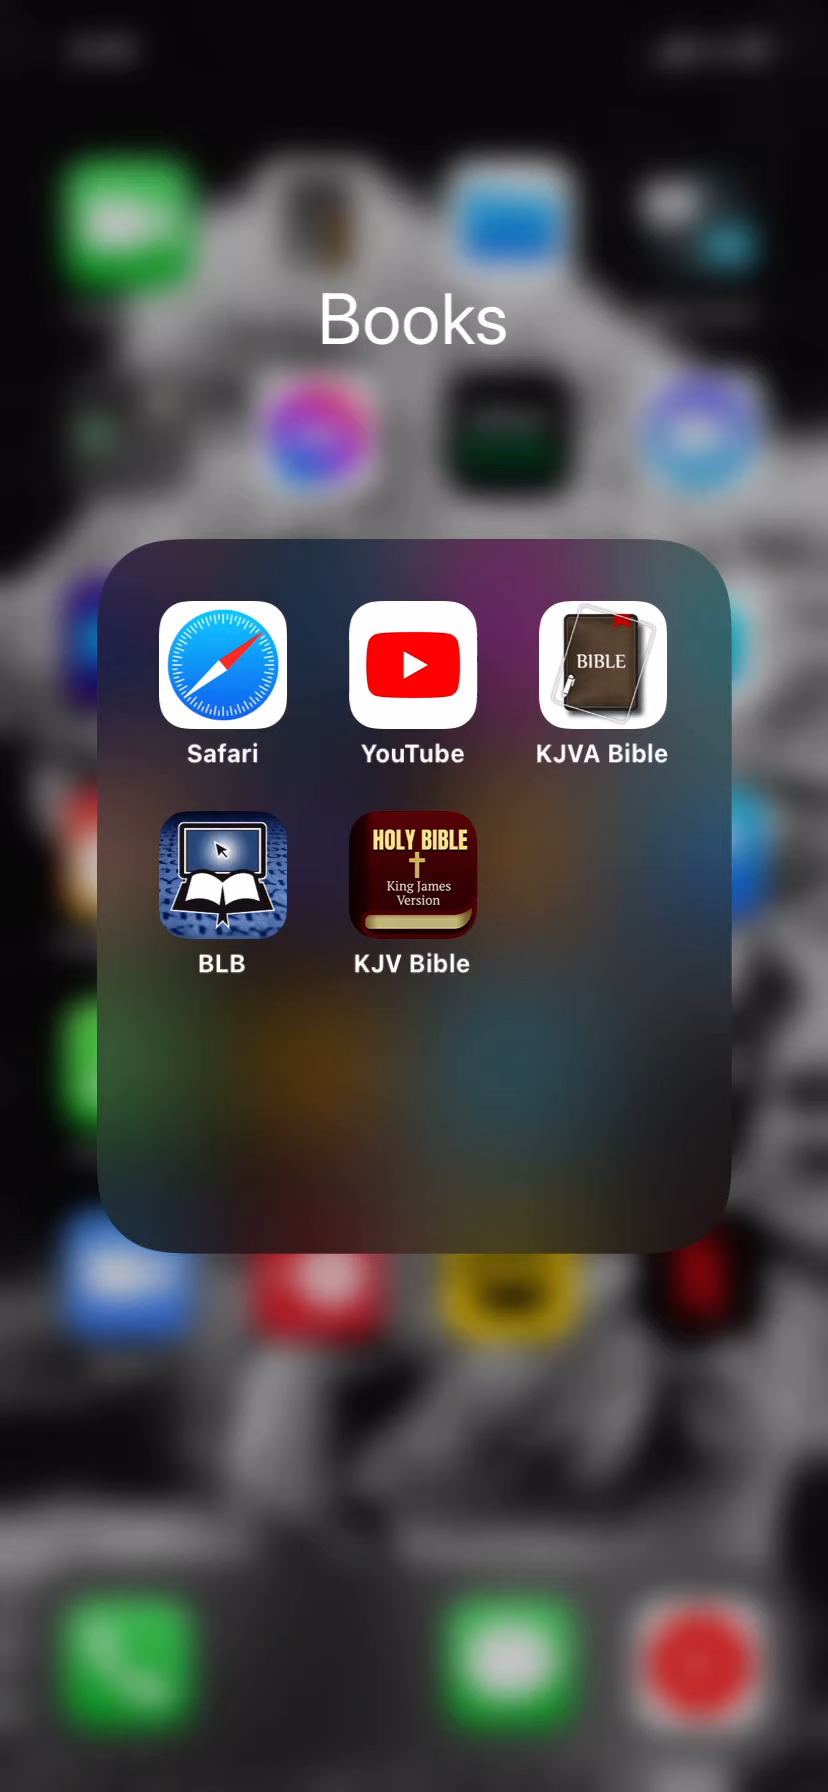 Books
BIBLE
Safari
YouTube
KJVA Bible
HOLY BIBLE
King James
Version
BLB
KJV Bible